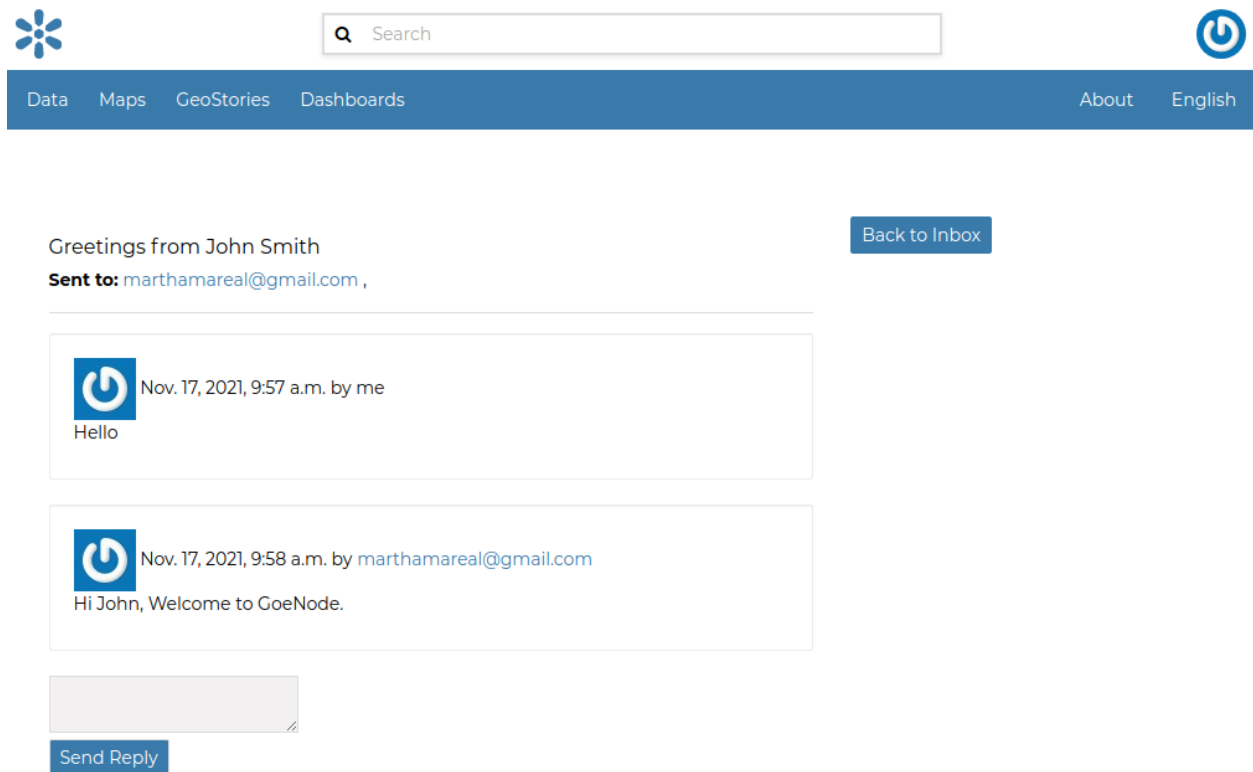 Search
Data Maps GeoStories Dashboards About English
Greetings from John Smith
Back to Inbox
Sent to: marthamareal@gmail.com ,
Nov. 17, 2021, 9:57 a.m. by me
Hello
Nov. 17, 2021, 9:58 a.m. by marthamareal@gmail.com
Hi John, Welcome to GoeNode.
Send Reply